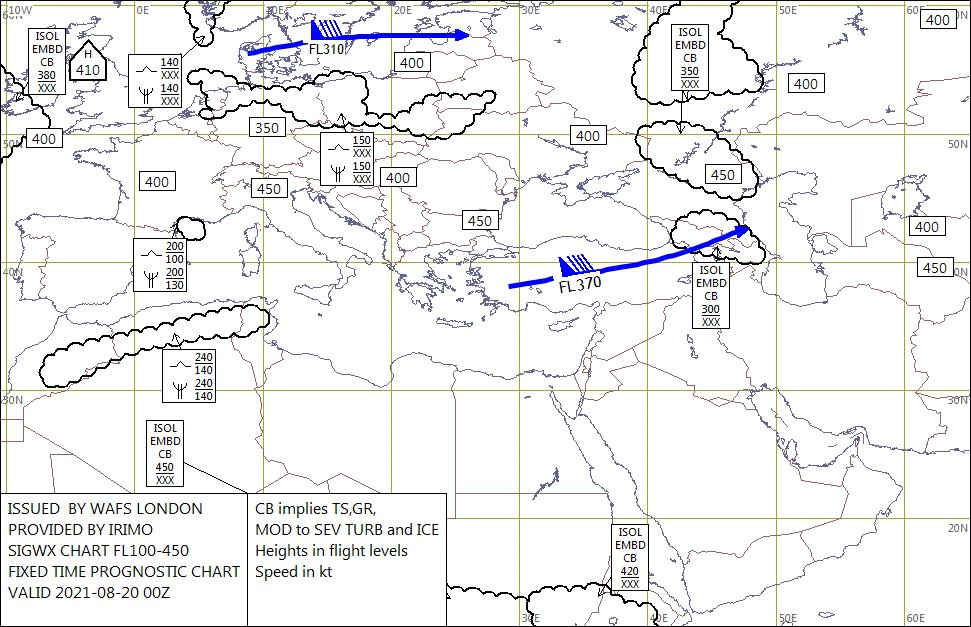 10W
0E
20E
30E
50E
60E
60N
ISOL
EMBD
CB
380
XXX
H
410
140
XXX
140
XXX
FL310
400
ISOL
EMBD
CB
350
XXX
400
400
400
350
400
50N
50N
150
XXX
150
XXX
400
450
400
450
450
400
450
200
100
200
130
40N
FL370
ISOL
EMBD
CB
300
XXX
240
140
240
140
30N
30N
ISOL
EMBD
CB
450
XXX
ISSUED BY WAFS LONDON
PROVIDED BY IRIMO
SIGWX CHART FL100-450
FIXED TIME PROGNOSTIC CHART
VALID 2021-08-20 00Z
CB implies TS,GR,
MOD to SEV TURB and ICE
Heights in flight levels
Speed in kt
20N
ISOL
EMBD
CB
420
XXX
30E
50E
60E